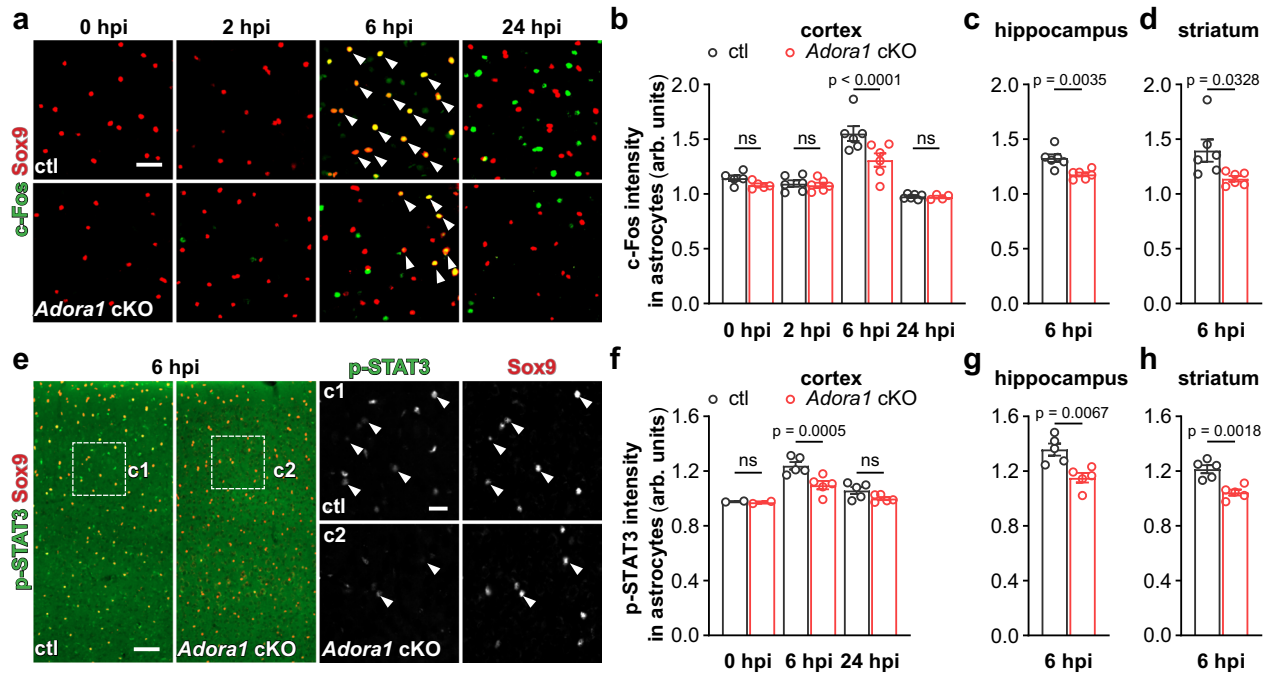 a
0 hpi 2 hpi 6 hpi 24 hpi
c-Fos Sox9
ctl
Adora1 cKO
b
cortex
ctl Adora1 cKO
c-Fos intensity
in astrocytes (arb. units)
2.0
1.5
1.0
0.5
0.0
ns
ns
p < 0.0001
ns
0 hpi 2 hpi 6 hpi 24 hpi
c
hippocampus
p = 0.0035
2.0
1.5
1.0
0.5
0.0
6 hpi
d
striatum
p = 0.0328
2.0
1.5
1.0
0.5
0.0
6 hpi
e
6 hpi
p-STAT3 Sox9
c1
ctl
c2
Adora1 cKO
p-STAT3 Sox9
c1
ctl
c2
Adora1 cKO
f
cortex
ctl Adora1 cKO
p-STAT3 intensity
in astrocytes (arb. units)
1.6
1.2
0.8
0.4
0.0
ns
p = 0.0005
ns
0 hpi 6 hpi 24 hpi
g
hippocampus
p = 0.0067
1.6
1.2
0.8
0.4
0.0
6 hpi
h
striatum
p = 0.0018
1.6
1.2
0.8
0.4
0.0
6 hpi